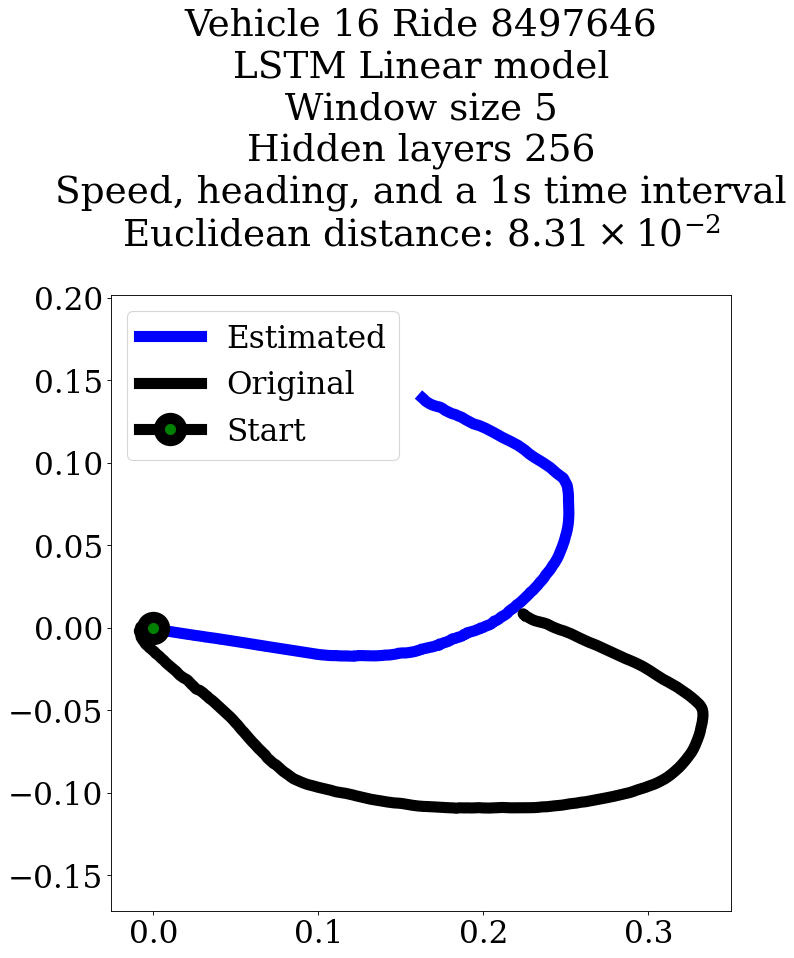 Vehicle 16 Ride 8497646
LSTM Linear model
Window size 5
Hidden layers 256
Speed, heading, and a 1s time interval
Euclidean distance: 8.31 × 10⁻²
0.20
0.15
0.10
0.05
0.00
−0.05
−0.10
−0.15
Estimated
Original
Start
0.0 0.1 0.2 0.3